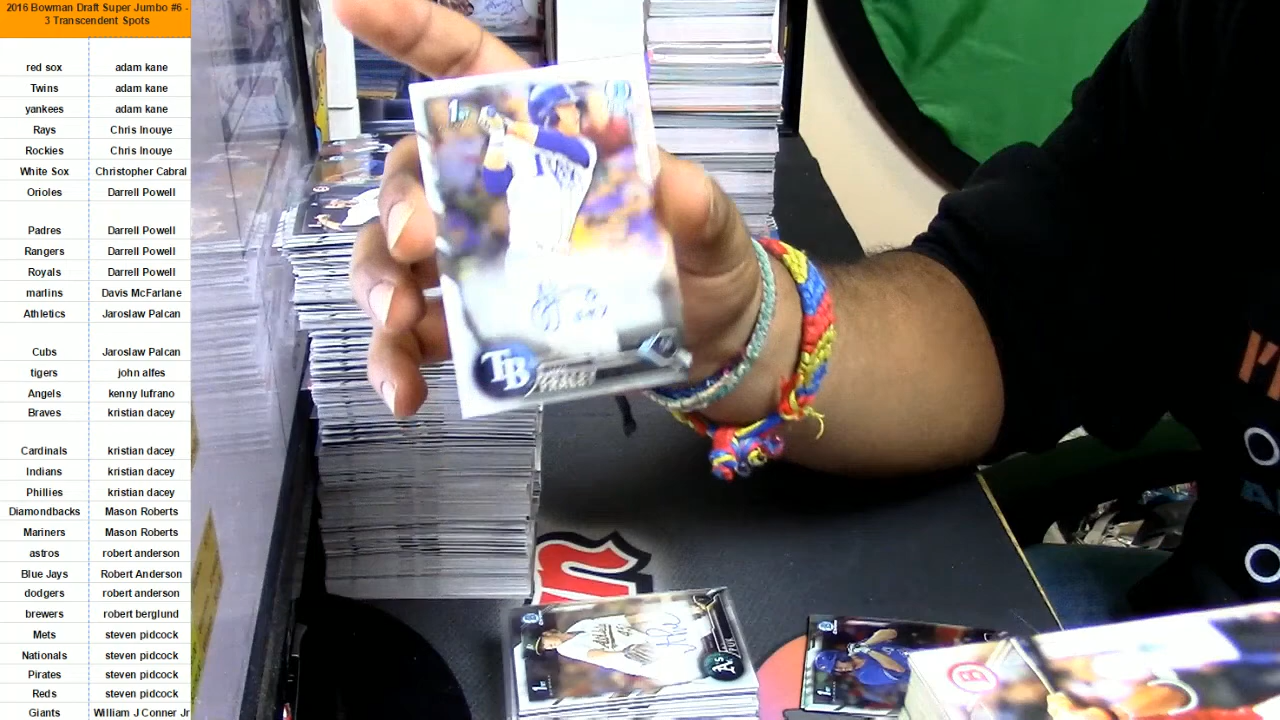 2016 Bowman Draft Super Jumbo #6 -
3 Transcendent Spots
red sox adam kane
Twins adam kane
yankees adam kane
Rays Chris Inouye
Rockies Chris Inouye
White Sox Christopher Cabral
Orioles Darrell Powell
Padres Darrell Powell
Rangers Darrell Powell
Royals Darrell Powell
marlins Davis McFarlane
Athletics Jaroslaw Palcan
Cubs Jaroslaw Palcan
tigers john alfes
Angels kenny lufrano
Braves kristian dacey
Cardinals kristian dacey
Indians kristian dacey
Phillies kristian dacey
Diamondbacks Mason Roberts
Mariners Mason Roberts
astros robert anderson
Blue Jays Robert Anderson
dodgers robert anderson
brewers robert berglund
Mets steven pidcock
Nationals steven pidcock
Pirates steven pidcock
Reds steven pidcock
Giants William J Conner Jr
1st
TB
1st
A's
PUK
1st
B